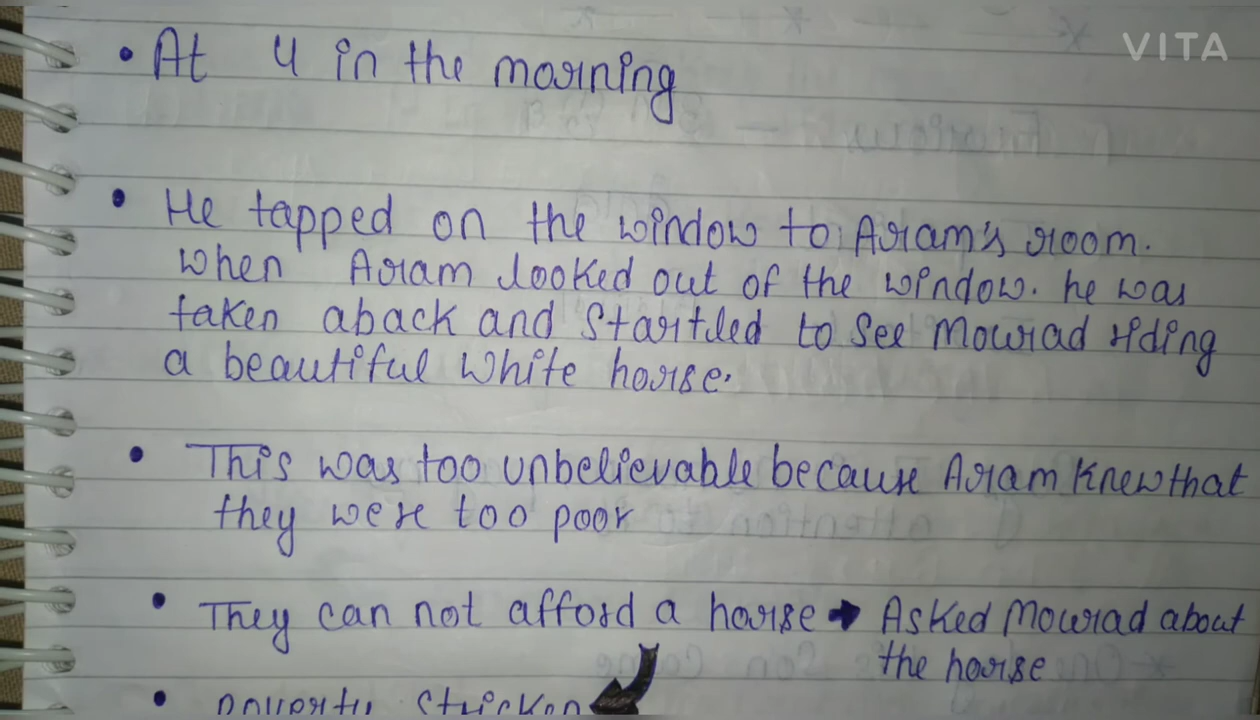 VITA
• At 4 in the morning
• He tapped on the window to Aram's room.
when Aram looked out of the window. he was
taken aback and startled to see Mourad riding
a beautiful white horse.
• This was too unbelievable because Aram knew that
they were too poor
• They can not afford a horse → Asked Mourad about
the horse
• poverty stricken